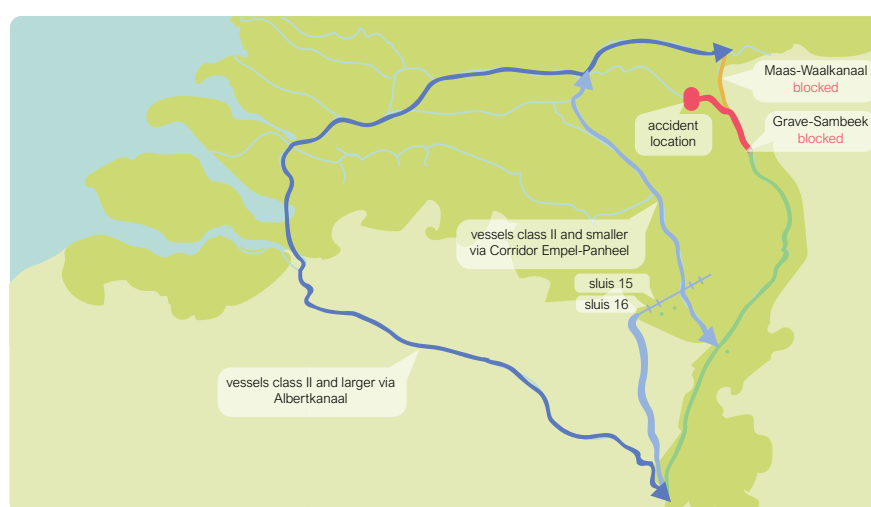 Maas-Waalkanaal
blocked
Grave-Sambeek
blocked
accident
location
vessels class II and smaller
via Corridor Empel-Panheel
sluis 15
sluis 16
vessels class II and larger via
Albertkanaal